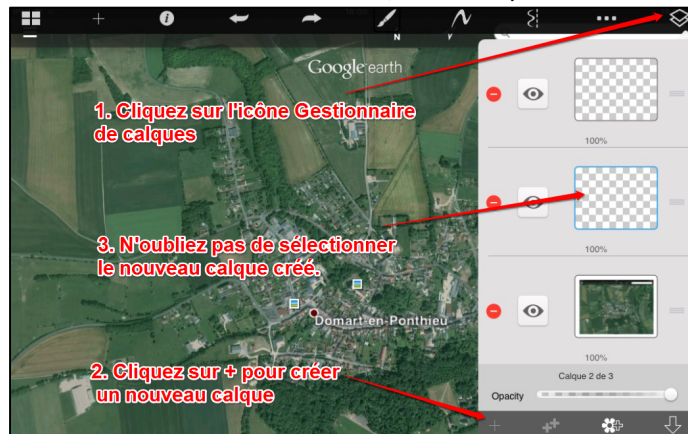 N
Google earth
1. Cliquez sur l'icône Gestionnaire
de calques
100%
3. N'oubliez pas de sélectionner
le nouveau calque créé.
100%
Domart-en-Ponthieu
100%
2. Cliquez sur + pour créer
un nouveau calque
Calque 2 de 3
Opacity